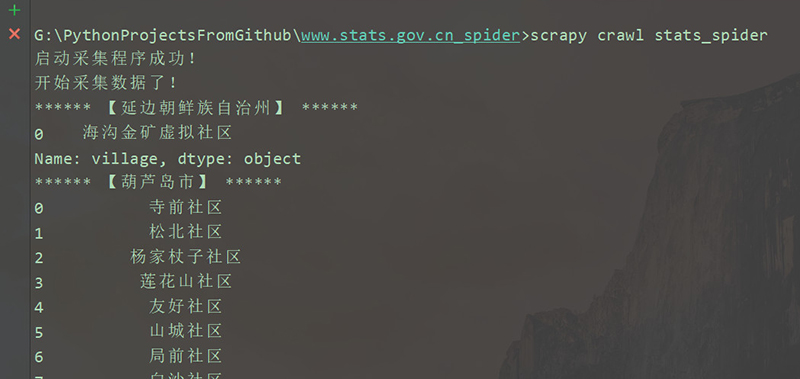 G:\PythonProjectsFromGithub\www.stats.gov.cn_spider>scrapy crawl stats_spider
启动采集程序成功！
开始采集数据了！
****** 【延边朝鲜族自治州】 ******
0    海沟金矿虚拟社区
Name: village, dtype: object
****** 【葫芦岛市】 ******
0         寺前社区
1         松北社区
2       杨家杖子社区
3        莲花山社区
4         友好社区
5         山城社区
6         局前社区
7         白沙社区